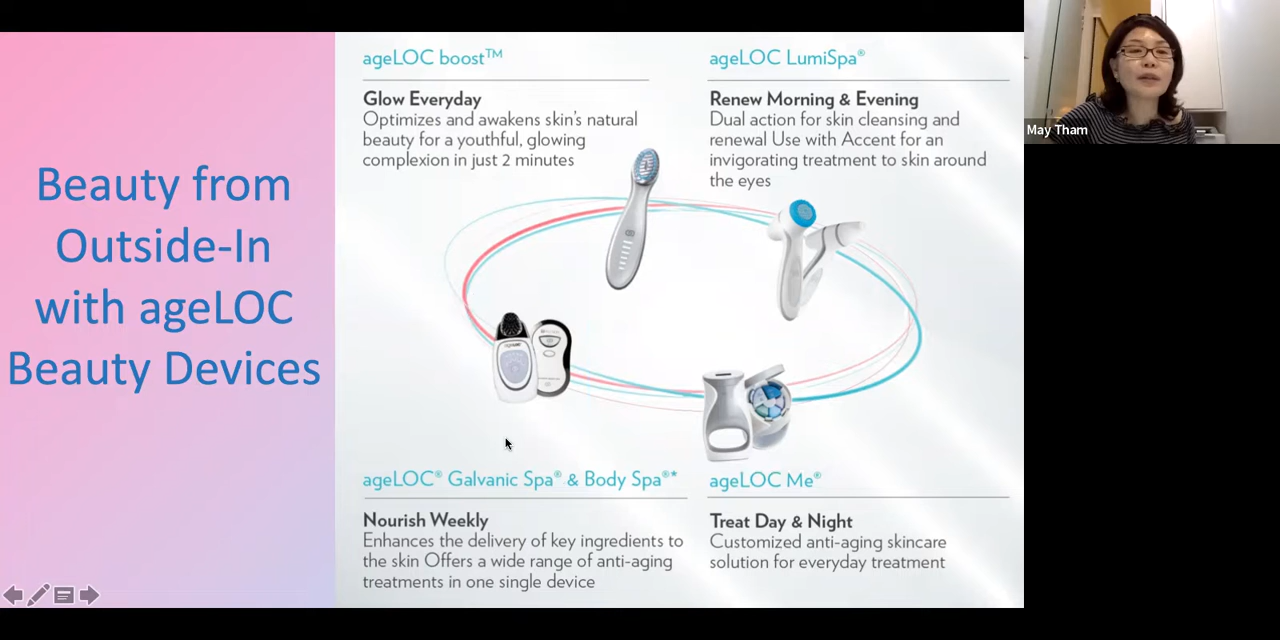 Beauty from
Outside-In
with ageLOC
Beauty Devices
ageLOC boost™
Glow Everyday
Optimizes and awakens skin's natural
beauty for a youthful, glowing
complexion in just 2 minutes
ageLOC LumiSpa®
Renew Morning & Evening
Dual action for skin cleansing and
renewal Use with Accent for an
invigorating treatment to skin around
the eyes
ageLOC® Galvanic Spa® & Body Spa®*
Nourish Weekly
Enhances the delivery of key ingredients to
the skin Offers a wide range of anti-aging
treatments in one single device
ageLOC Me®
Treat Day & Night
Customized anti-aging skincare
solution for everyday treatment
May Tham